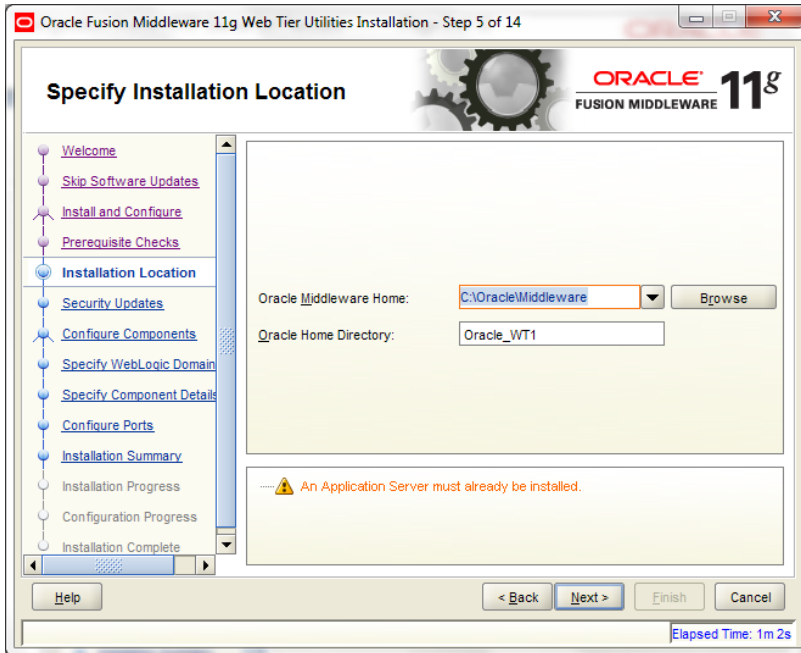 Oracle Fusion Middleware 11g Web Tier Utilities Installation - Step 5 of 14
Specify Installation Location
ORACLE
FUSION MIDDLEWARE
11g
Welcome
Skip Software Updates
Install and Configure
Prerequisite Checks
Installation Location
Security Updates
Configure Components
Specify WebLogic Domain
Specify Component Details
Configure Ports
Installation Summary
Installation Progress
Configuration Progress
Installation Complete
Oracle Middleware Home: C:\Oracle\Middleware Browse
Oracle Home Directory: Oracle_WT1
An Application Server must already be installed.
Help < Back Next > Finish Cancel
Elapsed Time: 1m 2s